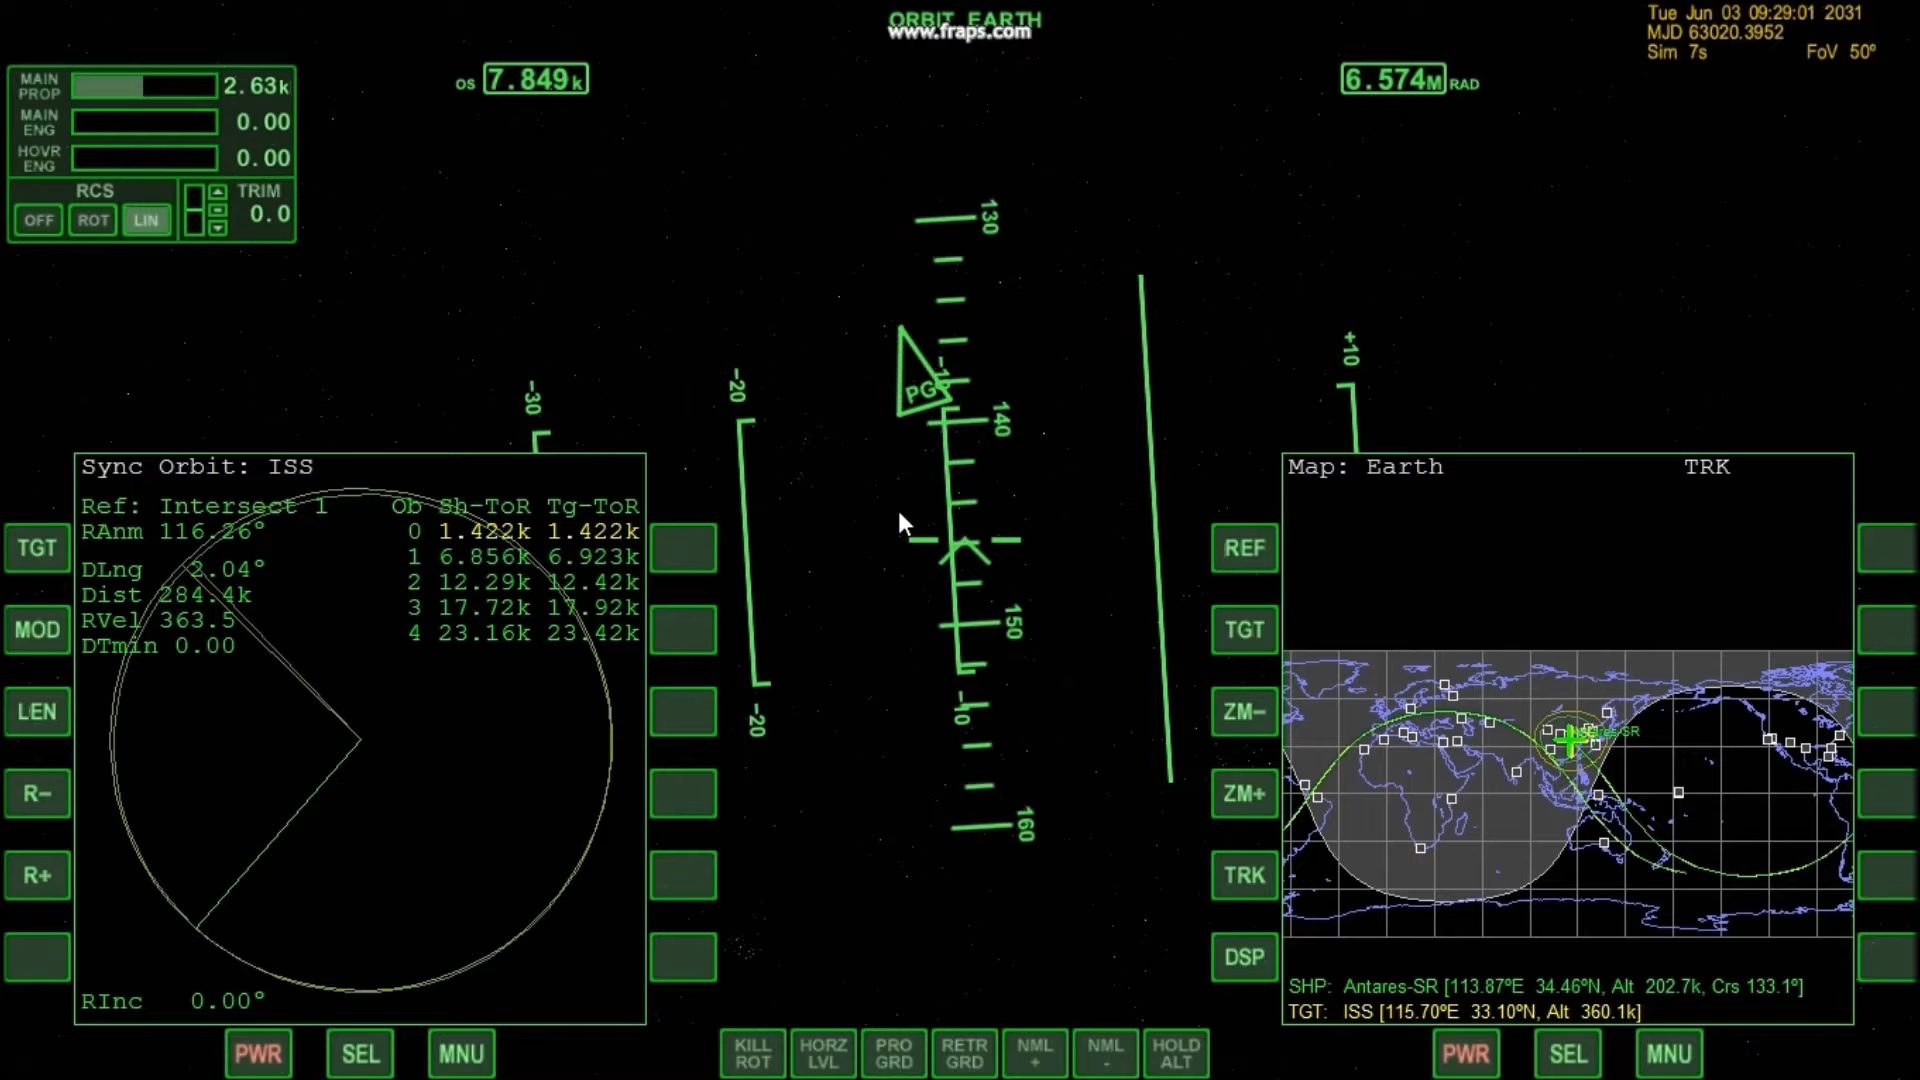 ORBIT EARTH
www.fraps.com
Tue Jun 03 09:29:01 2031
MJD 63020.3952
Sim 7s FoV 50°
MAIN PROP 2.63k
MAIN ENG 0.00
HOVR ENG 0.00
RCS TRIM
OFF ROT LIN 0.0
OS 7.849k
6.574M RAD
130
PG
140
150
160
-10
-10
-20
-20
-30
+10
Sync Orbit: ISS
Ref: Intersect 1 Ob Sh-ToR Tg-ToR
RAnm 116.26° 0 1.422k 1.422k
1 6.856k 6.923k
DLng 2.04° 2 12.29k 12.42k
Dist 284.4k 3 17.72k 17.92k
RVel 363.5 4 23.16k 23.42k
DTmin 0.00
RInc 0.00°
TGT
MOD
LEN
R-
R+
PWR SEL MNU
KILL ROT
HORZ LVL
PRO GRD
RETR GRD
NML +
NML -
HOLD ALT
Map: Earth TRK
REF
TGT
ZM-
ZM+
TRK
DSP
SHP: Antares-SR [113.87ºE 34.46ºN, Alt 202.7k, Crs 133.1º]
TGT: ISS [115.70ºE 33.10ºN, Alt 360.1k]
PWR SEL MNU